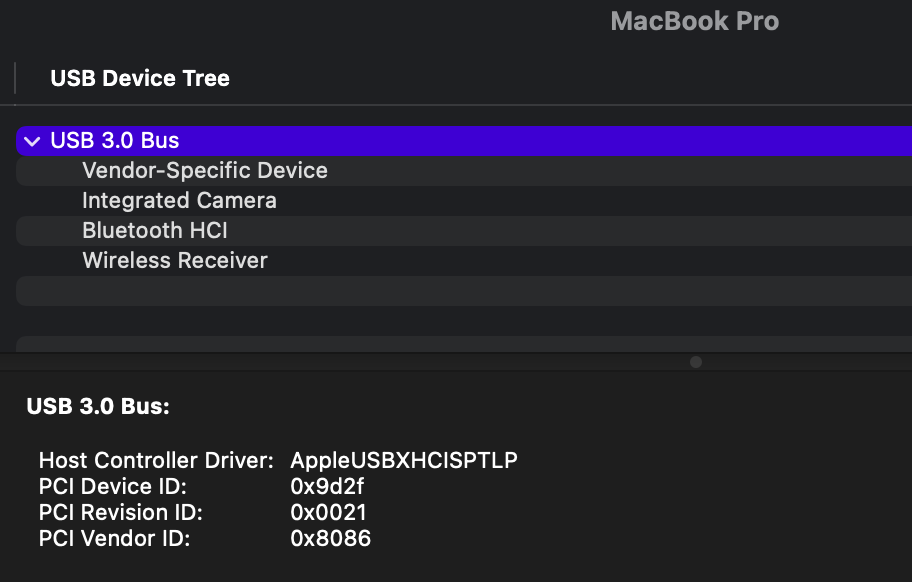 MacBook Pro
USB Device Tree
USB 3.0 Bus
Vendor-Specific Device
Integrated Camera
Bluetooth HCI
Wireless Receiver
USB 3.0 Bus:
Host Controller Driver: AppleUSBXHCISPTLP
PCI Device ID: 0x9d2f
PCI Revision ID: 0x0021
PCI Vendor ID: 0x8086